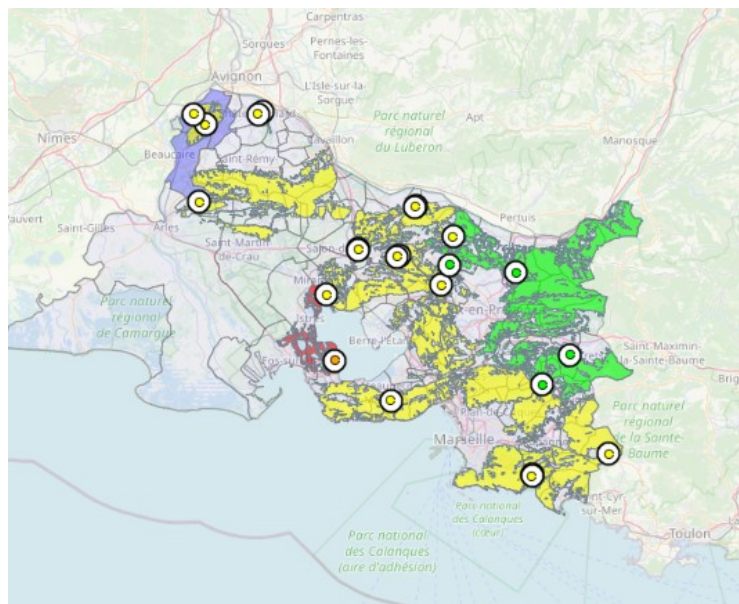 Carpentras
Sorgues
Pernes-les-
Fontaines
Avignon
L'Isle-sur-la
Sorgue
Apt
Parc naturel
régional
du Luberon
Manosque
Nîmes
Beaucaire
Saint-Rémy
Pertuis
Vauvert
Saint-Gilles
Arles
Saint-Martin
de-Crau
Parc naturel
régional
de Camargue
Istres
Berre-l'Étang
Saint-Maximin
la-Sainte-Baume
Marseille
Parc naturel
régional
de la Sainte-
Baume
sur-Mer
Parc national
des Calanques
(cœur)
Parc national
des Calanques
(aire d'adhésion)
Toulon